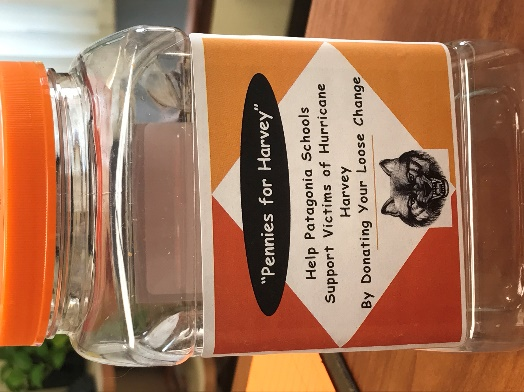 "Pennies for Harvey"
Help Patagonia Schools
Support Victims of Hurricane
Harvey
By Donating Your Loose Change